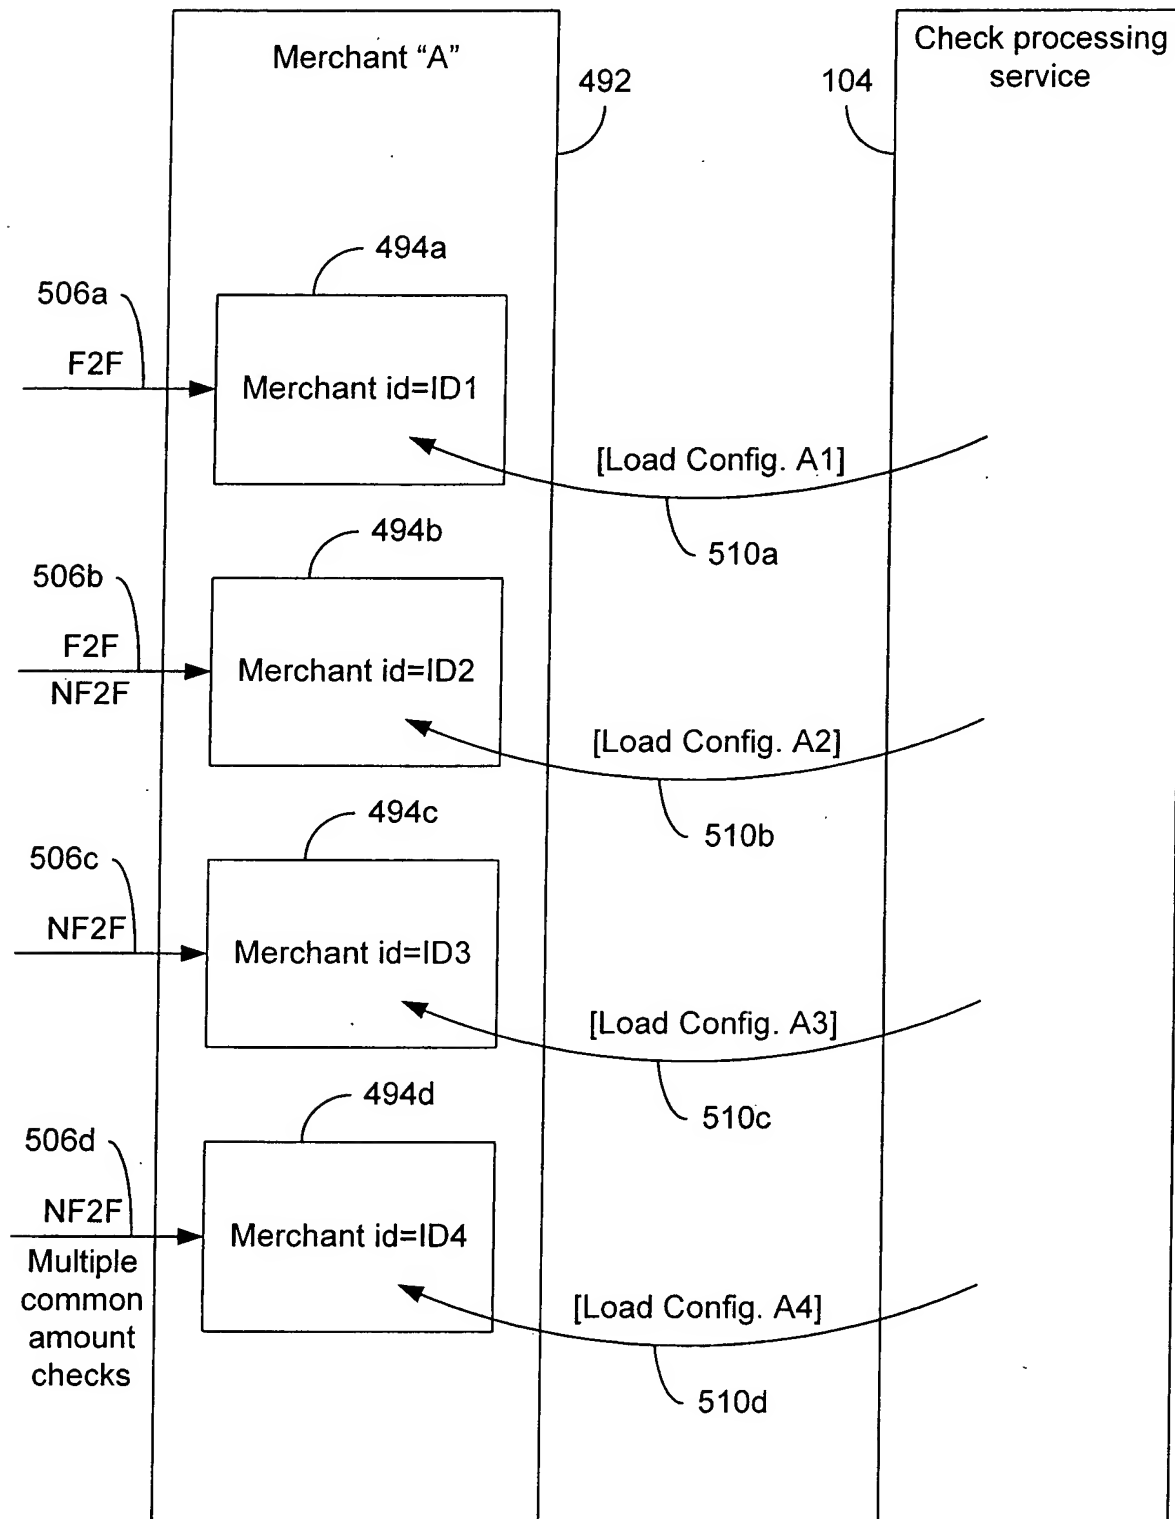 Merchant “A”
Check processing
service
492
104
494a
506a
F2F
Merchant id=ID1
[Load Config. A1]
510a
494b
506b
F2F
NF2F
Merchant id=ID2
[Load Config. A2]
510b
494c
506c
NF2F
Merchant id=ID3
[Load Config. A3]
510c
494d
506d
NF2F
Multiple
common
amount
checks
Merchant id=ID4
[Load Config. A4]
510d